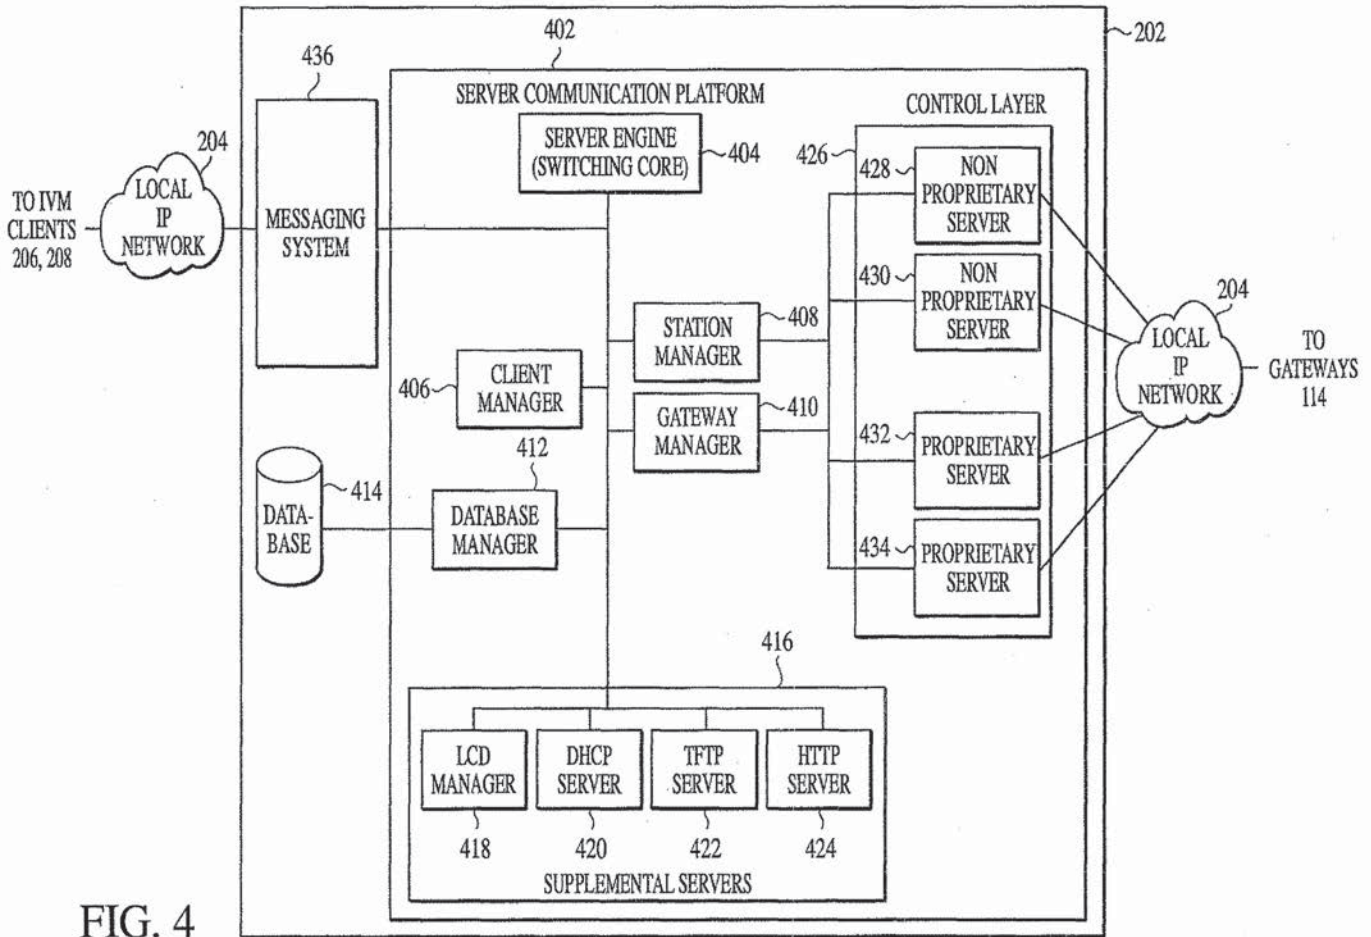 402
202
436
SERVER COMMUNICATION PLATFORM
CONTROL LAYER
SERVER ENGINE
(SWITCHING CORE)
404
426
428
NON
PROPRIETARY
SERVER
204
LOCAL
IP
NETWORK
TO IVM
CLIENTS
206, 208
MESSAGING
SYSTEM
430
NON
PROPRIETARY
SERVER
STATION
MANAGER
408
204
LOCAL
IP
NETWORK
TO
GATEWAYS
114
406
CLIENT
MANAGER
GATEWAY
MANAGER
410
432
PROPRIETARY
SERVER
412
414
DATA-
BASE
DATABASE
MANAGER
434
PROPRIETARY
SERVER
416
LCD
MANAGER
DHCP
SERVER
TFTP
SERVER
HTTP
SERVER
418
420
422
424
SUPPLEMENTAL SERVERS
FIG. 4